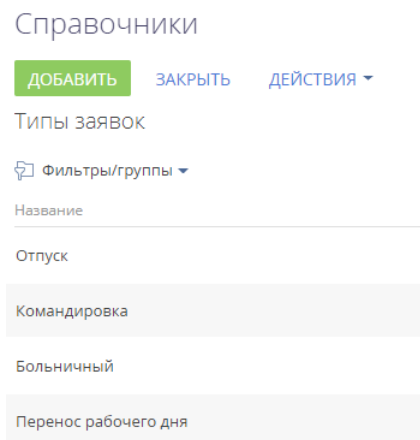 Справочники
ДОБАВИТЬ ЗАКРЫТЬ ДЕЙСТВИЯ
Типы заявок
Фильтры/группы
Название
Отпуск
Командировка
Больничный
Перенос рабочего дня